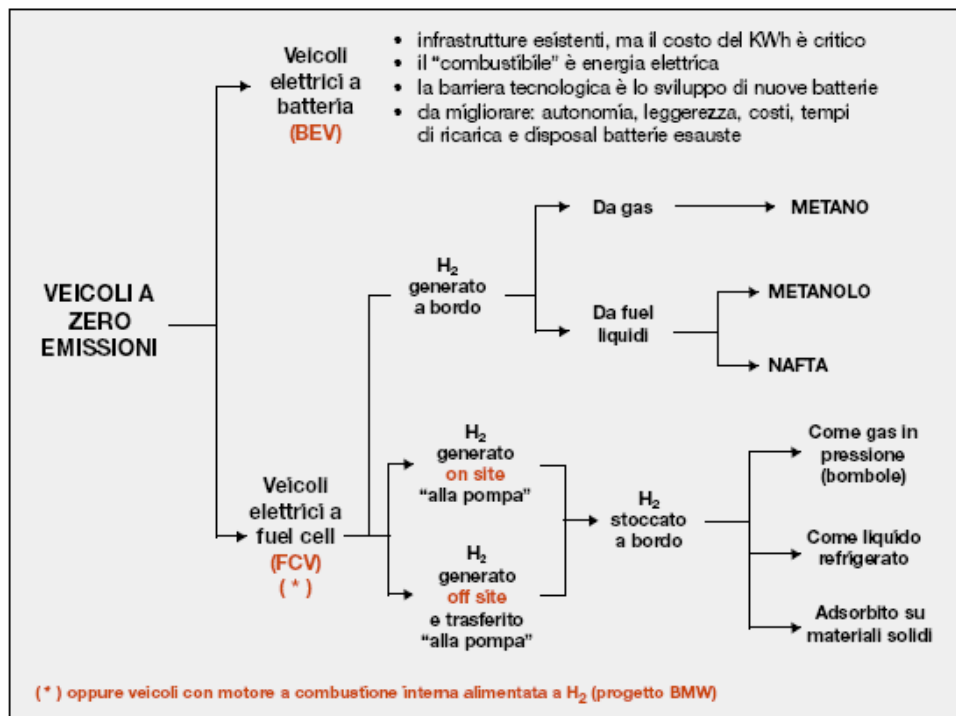 Veicoli
elettrici a
batteria
(BEV)
• infrastrutture esistenti, ma il costo del KWh è critico
• il “combustibile” è energia elettrica
• la barriera tecnologica è lo sviluppo di nuove batterie
• da migliorare: autonomia, leggerezza, costi, tempi
di ricarica e disposal batterie esauste
VEICOLI A
ZERO
EMISSIONI
H₂
generato
a bordo
Da gas
METANO
Da fuel
liquidi
METANOLO
NAFTA
Veicoli
elettrici a
fuel cell
(FCV)
( * )
H₂
generato
on site
“alla pompa”
H₂
generato
off site
e trasferito
“alla pompa”
H₂
stoccato
a bordo
Come gas in
pressione
(bombole)
Come liquido
refrigerato
Adsorbito su
materiali solidi
( * ) oppure veicoli con motore a combustione interna alimentata a H₂ (progetto BMW)